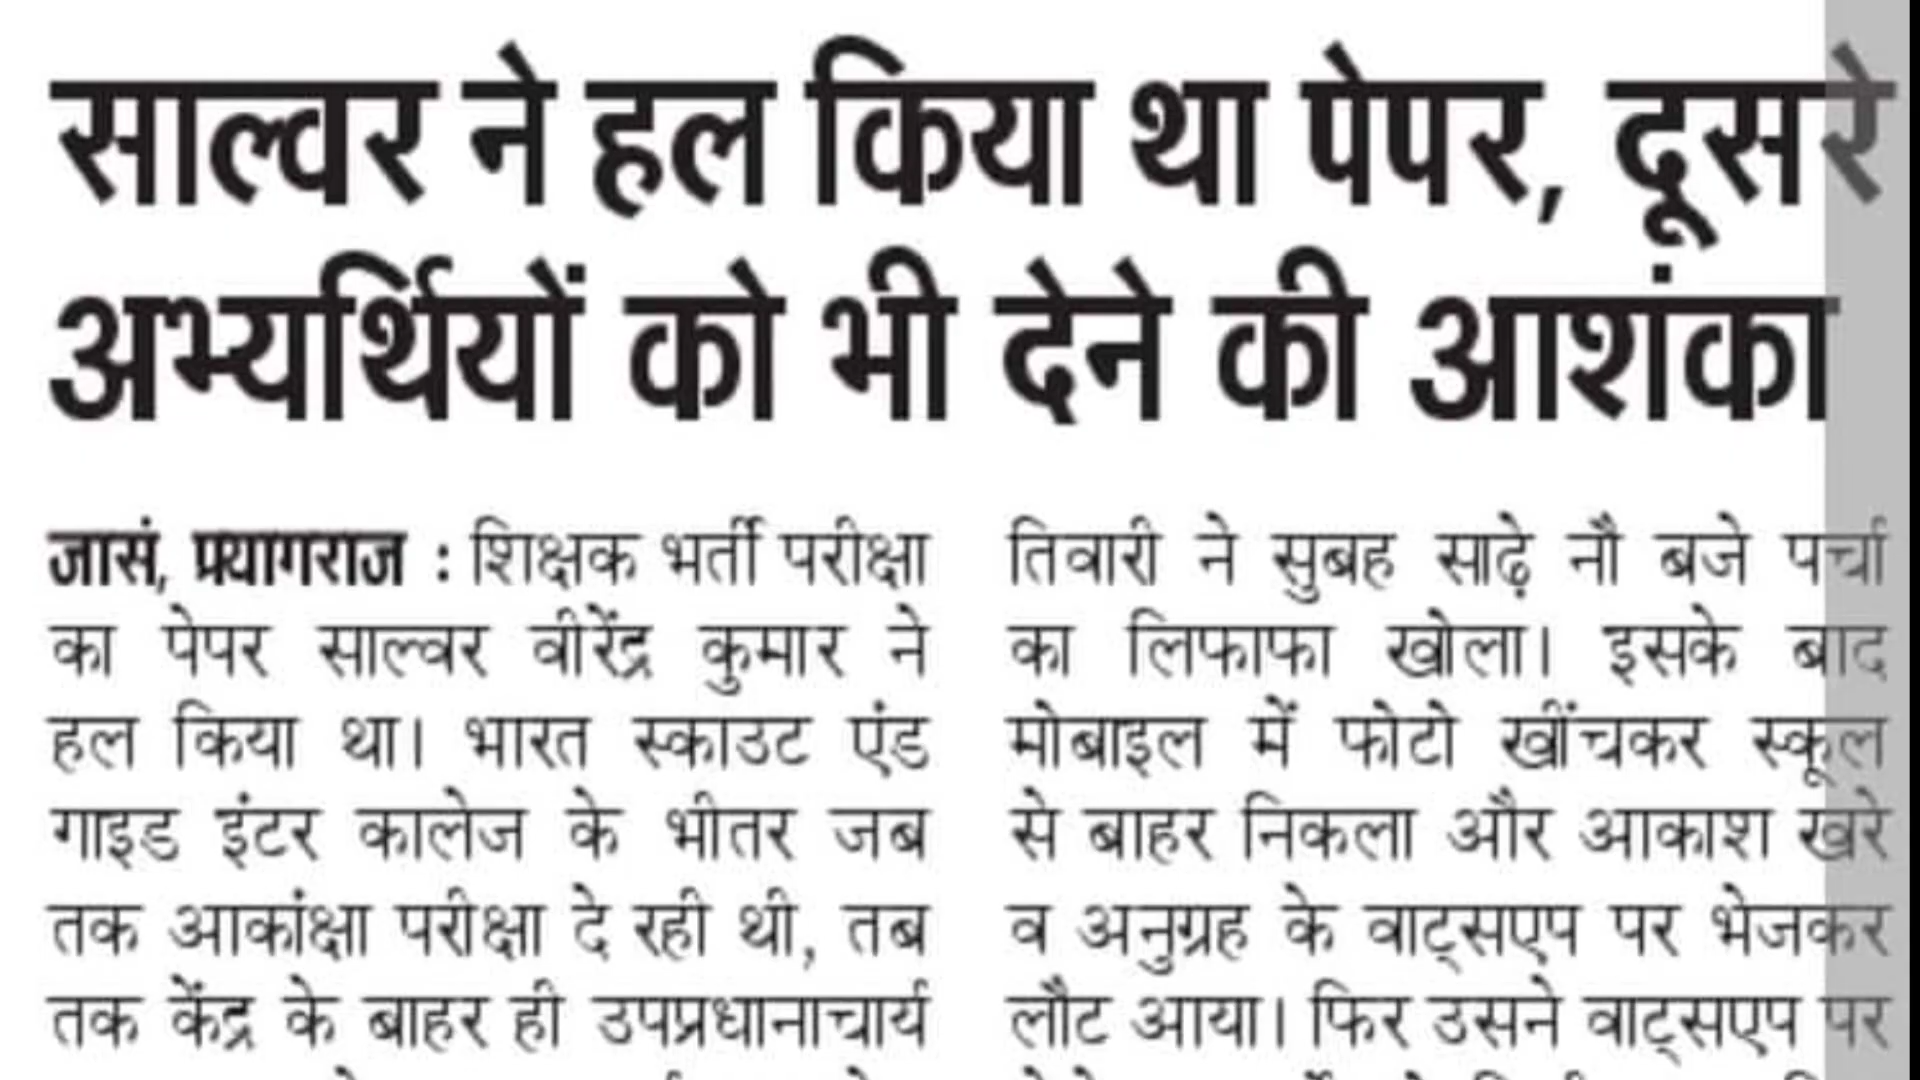 साल्वर ने हल किया था पेपर, दूसरे
अभ्यर्थियों को भी देने की आशंका
जासं, प्रयागराज : शिक्षक भर्ती परीक्षा
का पेपर साल्वर वीरेंद्र कुमार ने
हल किया था। भारत स्काउट एंड
गाइड इंटर कालेज के भीतर जब
तक आकांक्षा परीक्षा दे रही थी, तब
तक केंद्र के बाहर ही उपप्रधानाचार्य
तिवारी ने सुबह साढ़े नौ बजे पर्चा
का लिफाफा खोला। इसके बाद
मोबाइल में फोटो खींचकर स्कूल
से बाहर निकला और आकाश खरे
व अनुग्रह के वाट्सएप पर भेजकर
लौट आया। फिर उसने वाट्सएप पर